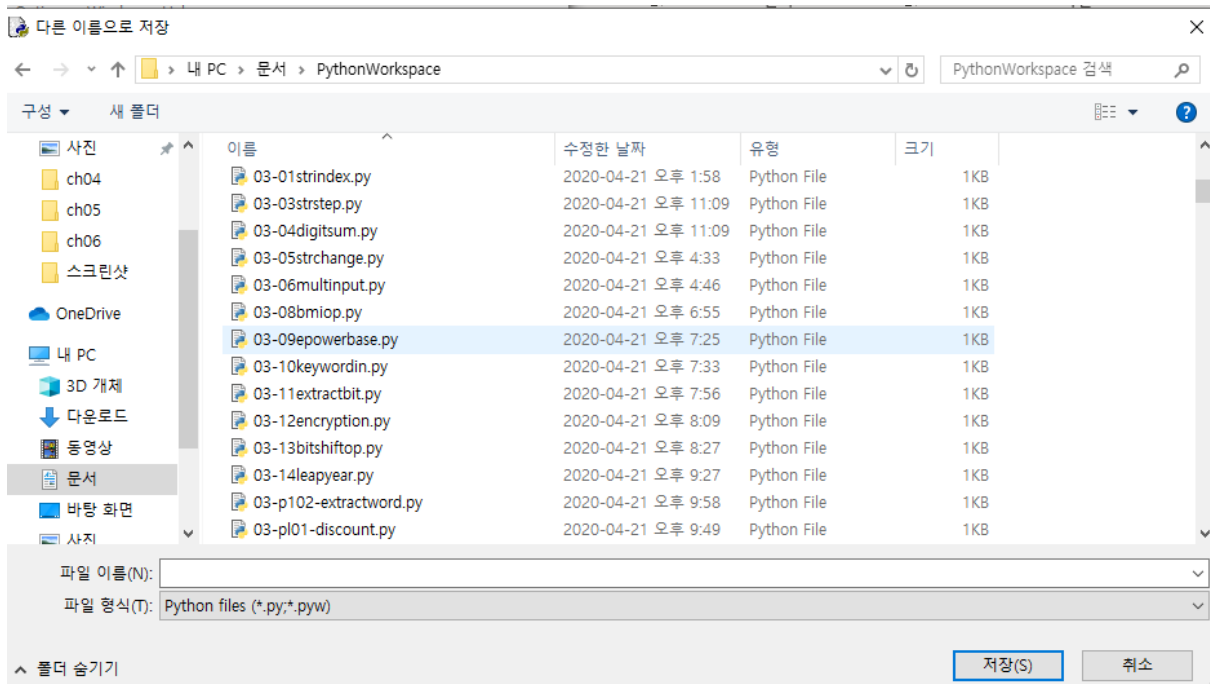 다른 이름으로 저장
내 PC > 문서 > PythonWorkspace
PythonWorkspace 검색
구성
새 폴더
사진
ch04
ch05
ch06
스크린샷
OneDrive
내 PC
3D 개체
다운로드
동영상
문서
바탕 화면
사진
이름 수정한 날짜 유형 크기
03-01strindex.py 2020-04-21 오후 1:58 Python File 1KB
03-03strstep.py 2020-04-21 오후 11:09 Python File 1KB
03-04digitsum.py 2020-04-21 오후 11:09 Python File 1KB
03-05strchange.py 2020-04-21 오후 4:33 Python File 1KB
03-06multinput.py 2020-04-21 오후 4:46 Python File 1KB
03-08bmiop.py 2020-04-21 오후 6:55 Python File 1KB
03-09epowerbase.py 2020-04-21 오후 7:25 Python File 1KB
03-10keywordin.py 2020-04-21 오후 7:33 Python File 1KB
03-11extractbit.py 2020-04-21 오후 7:56 Python File 1KB
03-12encryption.py 2020-04-21 오후 8:09 Python File 1KB
03-13bitshiftop.py 2020-04-21 오후 8:27 Python File 1KB
03-14leapyear.py 2020-04-21 오후 9:27 Python File 1KB
03-p102-extractword.py 2020-04-21 오후 9:58 Python File 1KB
03-pl01-discount.py 2020-04-21 오후 9:49 Python File 1KB
파일 이름(N):
파일 형식(T): Python files (*.py;*.pyw)
폴더 숨기기
저장(S)
취소